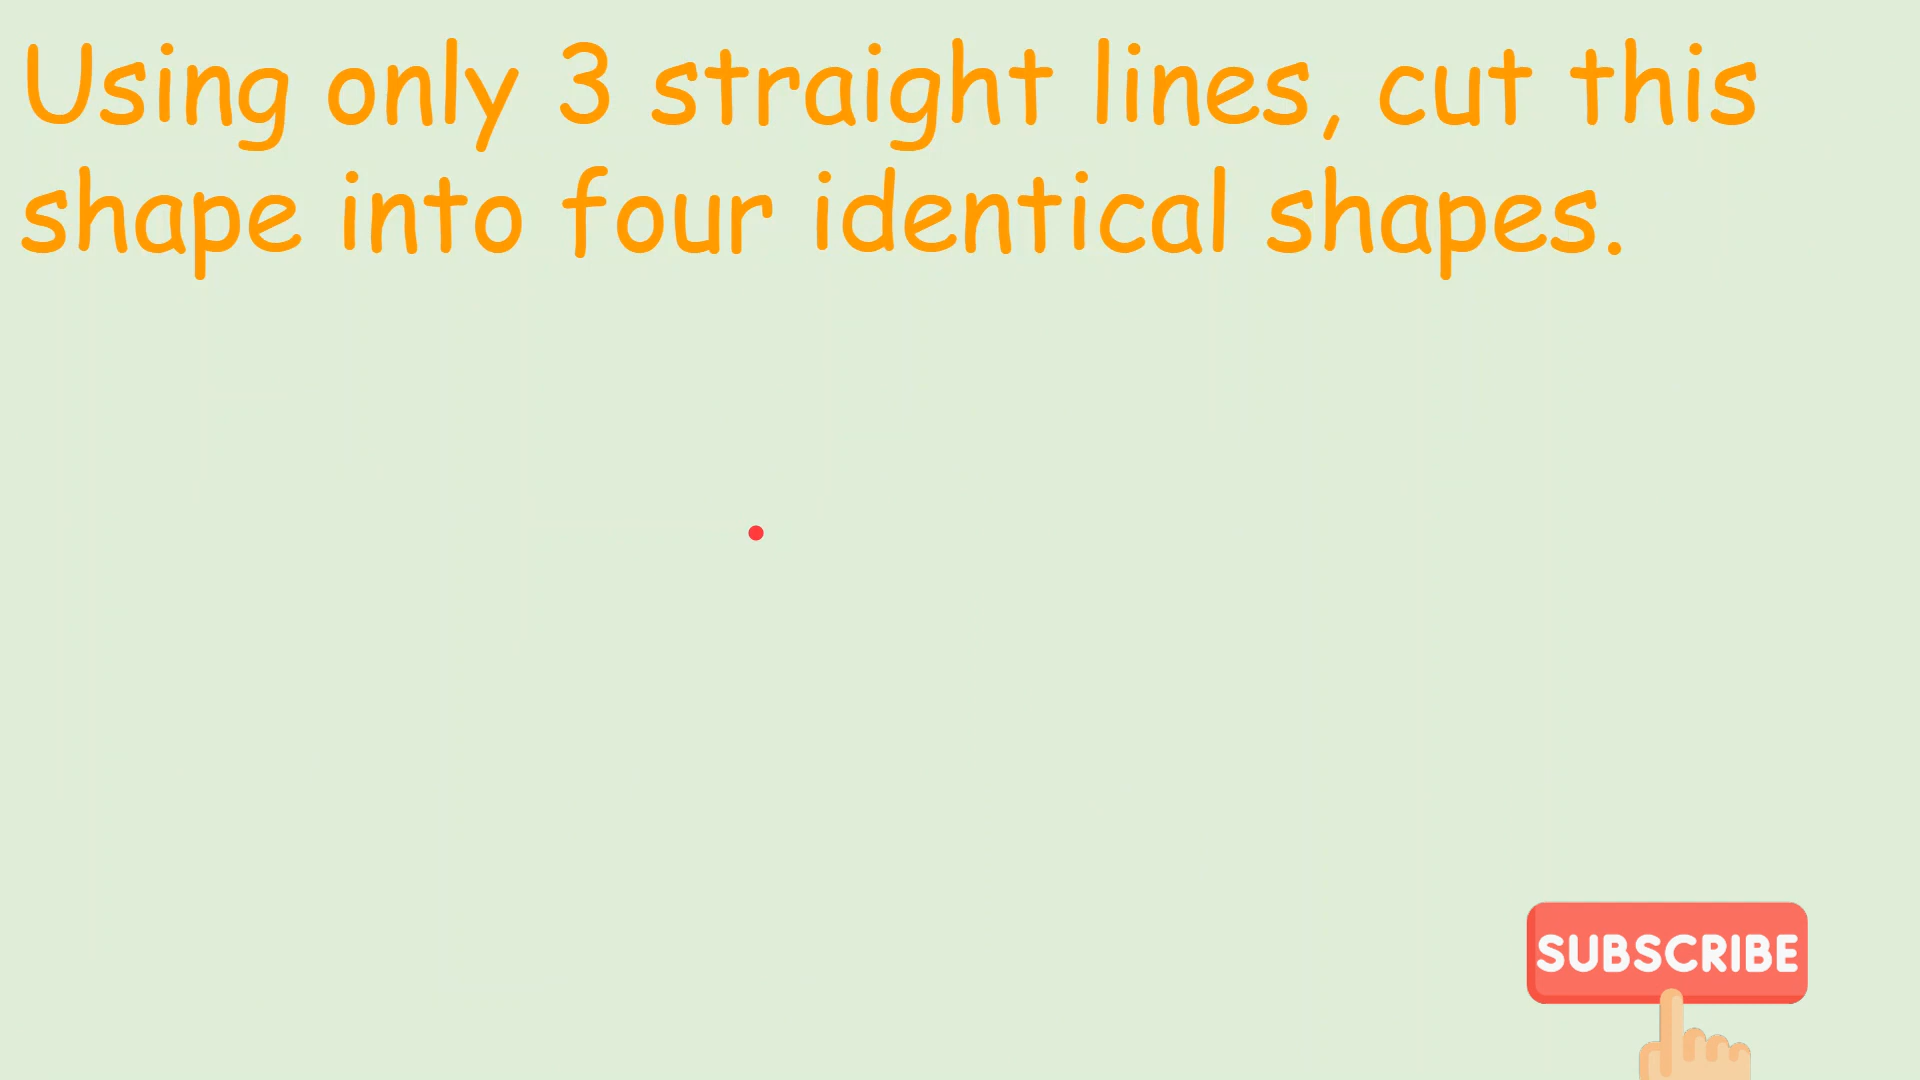 Using only 3 straight lines, cut this
shape into four identical shapes.
SUBSCRIBE